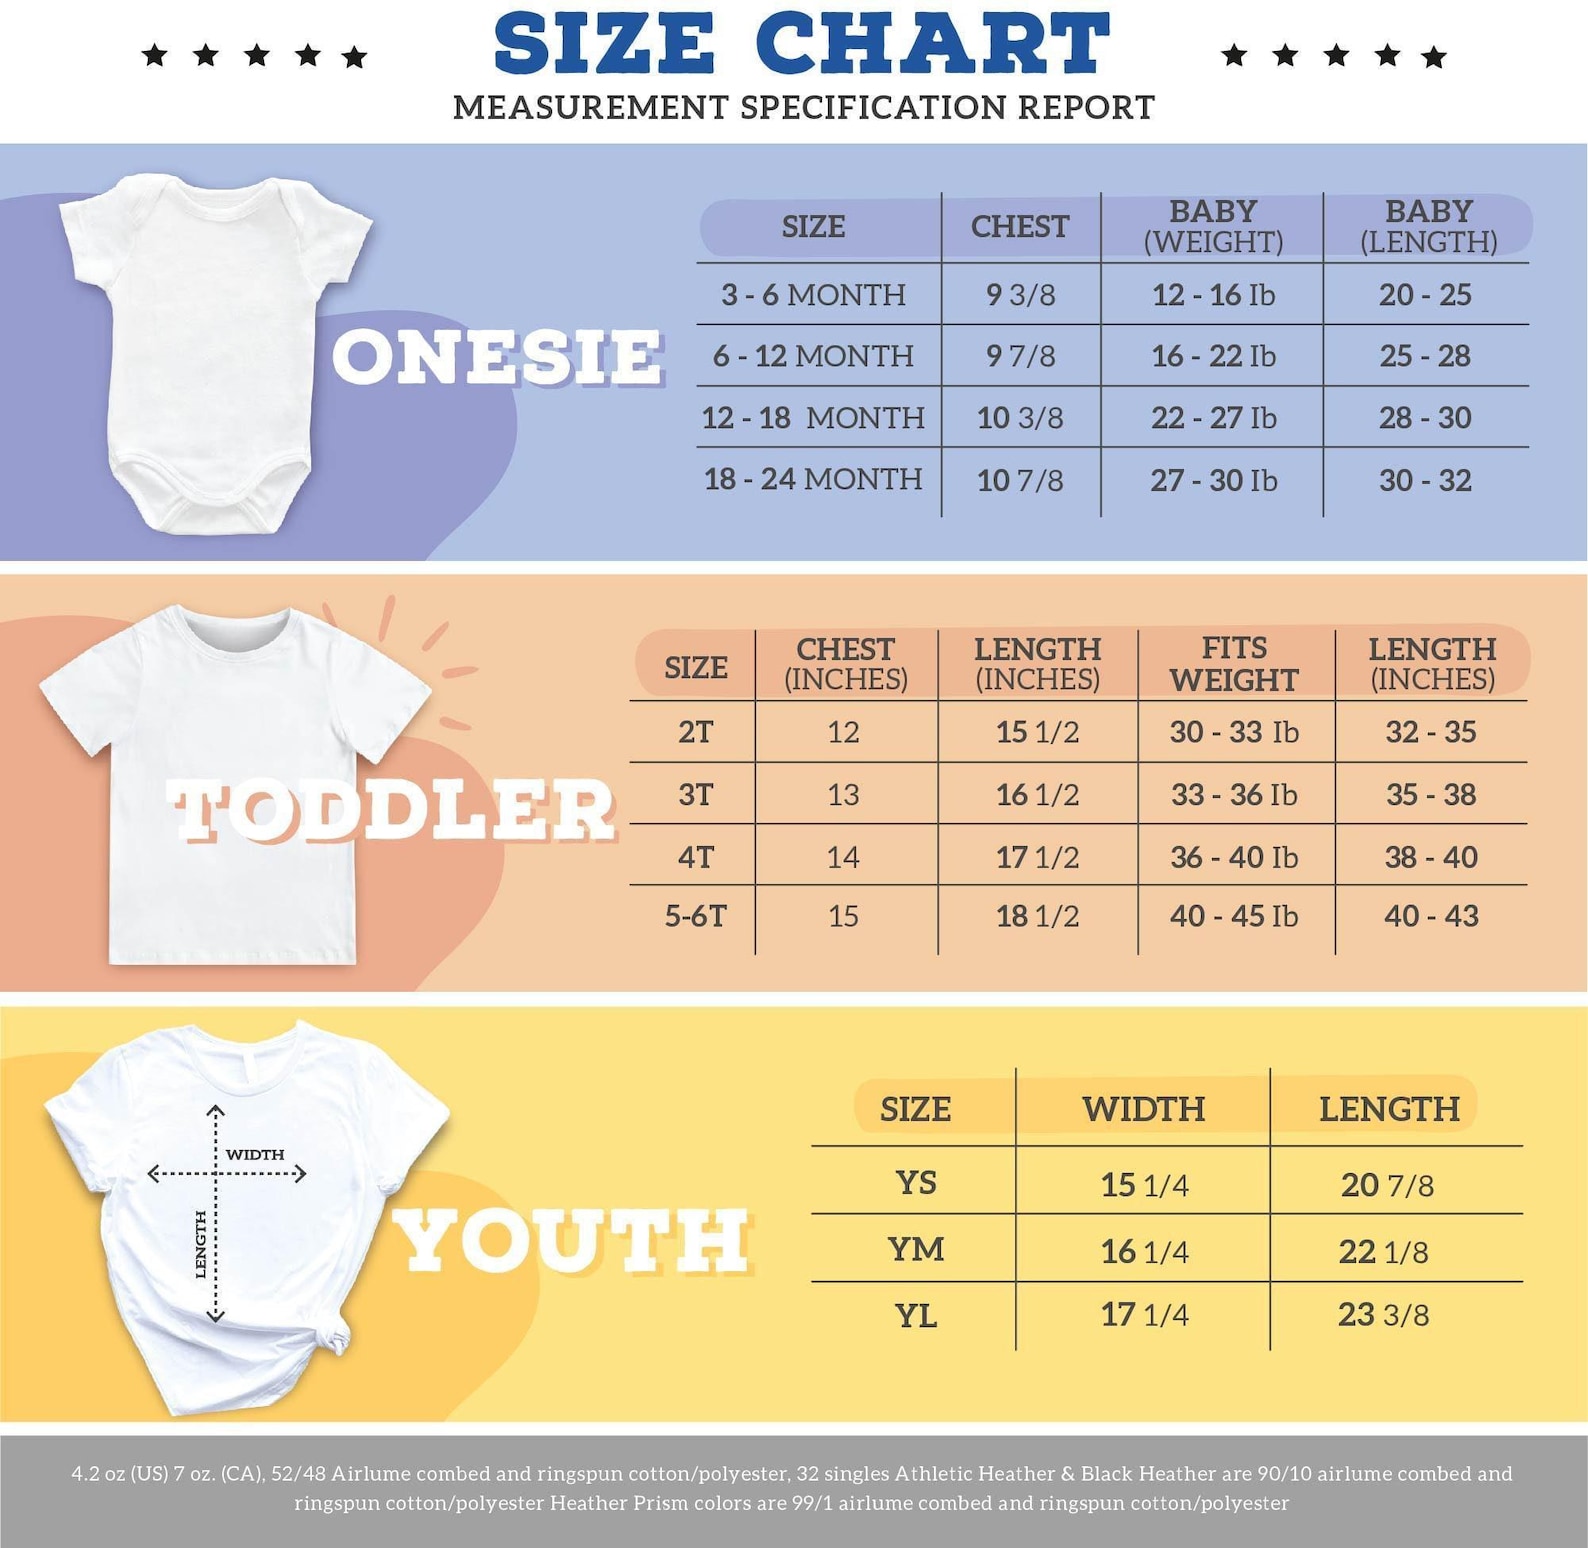 SIZE CHART
MEASUREMENT SPECIFICATION REPORT
ONESIE
SIZE CHEST BABY (WEIGHT) BABY (LENGTH)
3 - 6 MONTH 9 3/8 12 - 16 Ib 20 - 25
6 - 12 MONTH 9 7/8 16 - 22 Ib 25 - 28
12 - 18 MONTH 10 3/8 22 - 27 Ib 28 - 30
18 - 24 MONTH 10 7/8 27 - 30 Ib 30 - 32
TODDLER
SIZE CHEST (INCHES) LENGTH (INCHES) FITS WEIGHT LENGTH (INCHES)
2T 12 15 1/2 30 - 33 Ib 32 - 35
3T 13 16 1/2 33 - 36 Ib 35 - 38
4T 14 17 1/2 36 - 40 Ib 38 - 40
5-6T 15 18 1/2 40 - 45 Ib 40 - 43
WIDTH
LENGTH
YOUTH
SIZE WIDTH LENGTH
YS 15 1/4 20 7/8
YM 16 1/4 22 1/8
YL 17 1/4 23 3/8
4.2 oz (US) 7 oz. (CA), 52/48 Airlume combed and ringspun cotton/polyester, 32 singles Athletic Heather & Black Heather are 90/10 airlume combed and
ringspun cotton/polyester Heather Prism colors are 99/1 airlume combed and ringspun cotton/polyester